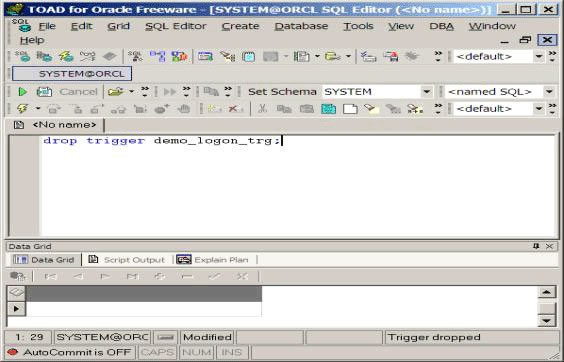 TOAD for Oracle Freeware - [SYSTEM@ORCL SQL Editor (<No name>)]
SQL File Edit Grid SQL Editor Create Database Tools View DBA Window
Help
SQL <default>
SYSTEM@ORCL
Cancel Set Schema SYSTEM <named SQL>
<default>
<No name>
drop trigger demo_logon_trg;
Data Grid
Data Grid Script Output Explain Plan
1: 29 SYSTEM@ORC Modified Trigger dropped
AutoCommit is OFF CAPS NUM INS